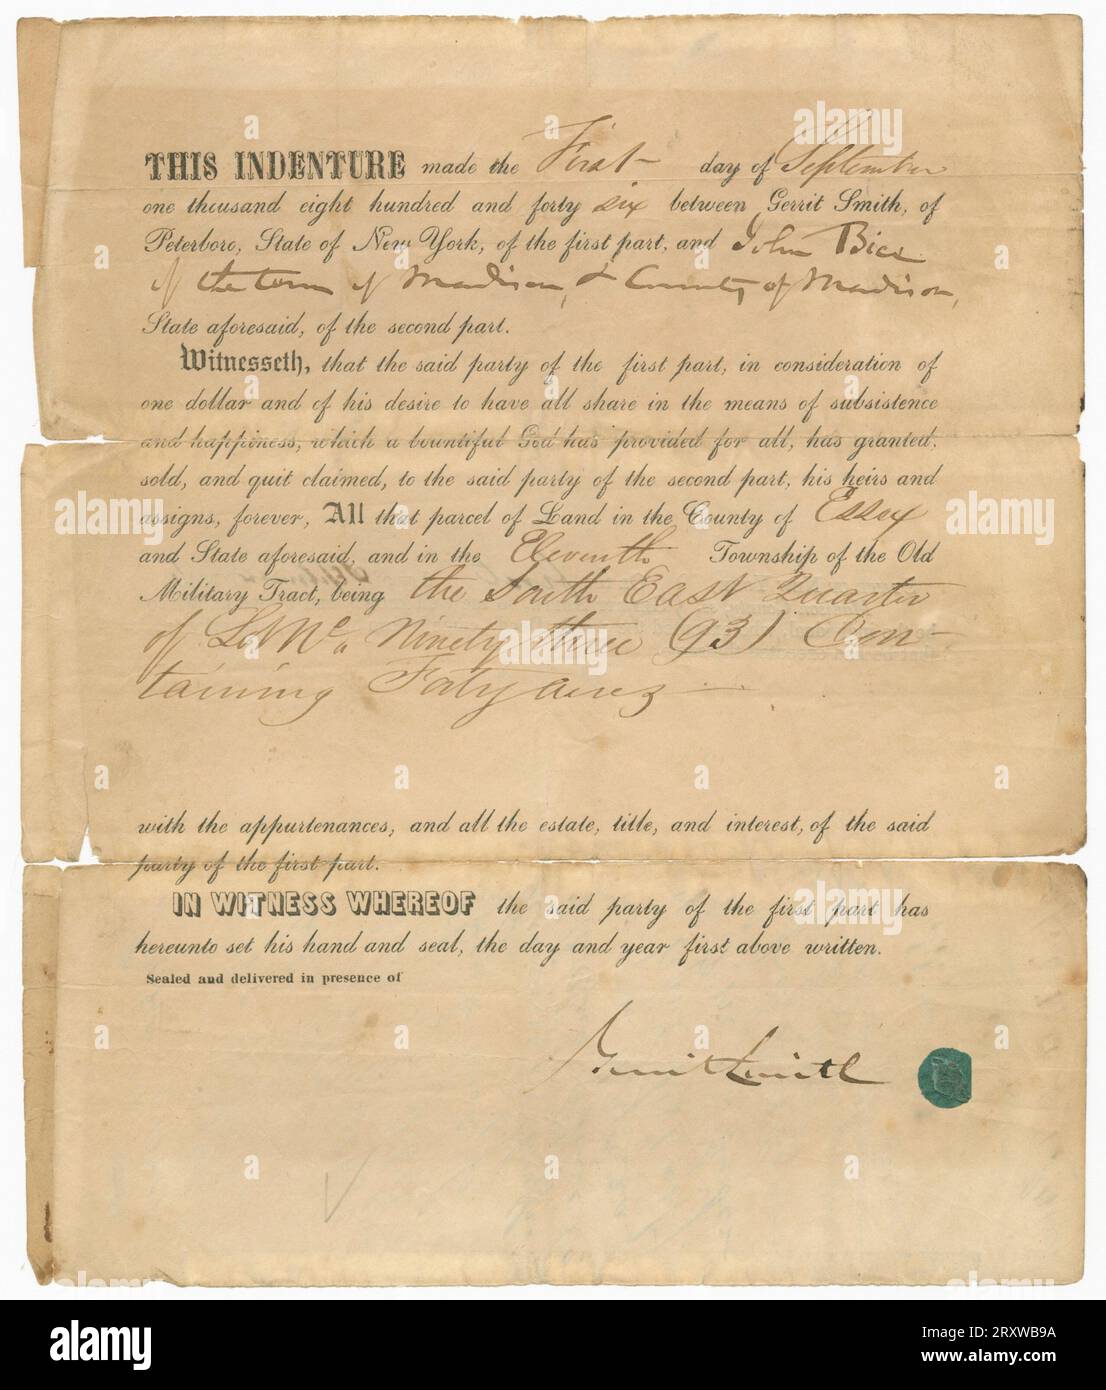 THIS INDENTURE made the First day of September
one thousand eight hundred and forty six between Gerrit Smith, of
Peterboro, State of New York, of the first part, and John Bice
of the town of Madison, & County of Madison,
State aforesaid, of the second part.
Witnesseth, that the said party of the first part, in consideration of
one dollar and of his desire to have all share in the means of subsistence
and happiness, which a bountiful God has provided for all, has granted,
sold, and quit claimed, to the said party of the second part, his heirs and
assigns, forever, All that parcel of Land in the County of Essex
and State aforesaid, and in the Eleventh Township of the Old
Military Tract, being the South East Quarter
of Lot No. Ninety three (93) Con-
taining Forty acres
with the appurtenances, and all the estate, title, and interest, of the said
party of the first part.
IN WITNESS WHEREOF the said party of the first part has
hereunto set his hand and seal, the day and year first above written.
Sealed and delivered in presence of
Gerrit Smith
alamy
Image ID: 2RXWB9A
www.alamy.com